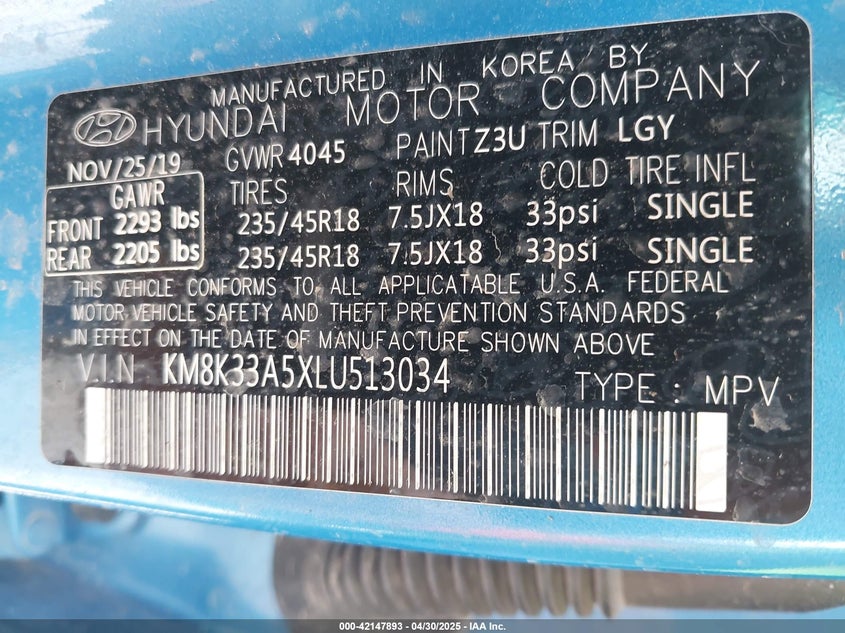 MANUFACTURED IN KOREA BY
HYUNDAI MOTOR COMPANY
NOV/25/19 GVWR 4045 PAINT Z3U TRIM LGY
GAWR TIRES RIMS COLD TIRE INFL
FRONT 2293 lbs 235/45R18 7.5JX18 33psi SINGLE
REAR 2205 lbs 235/45R18 7.5JX18 33psi SINGLE
THIS VEHICLE CONFORMS TO ALL APPLICATABLE U.S.A. FEDERAL
MOTOR VEHICLE SAFETY AND THEFT PREVENTION STANDARDS
IN EFFECT ON THE DATE OF MANUFACTURE SHOWN ABOVE
VIN KM8K33A5XLU513034 TYPE : MPV
000-42147893 - 04/30/2025 - IAA Inc.